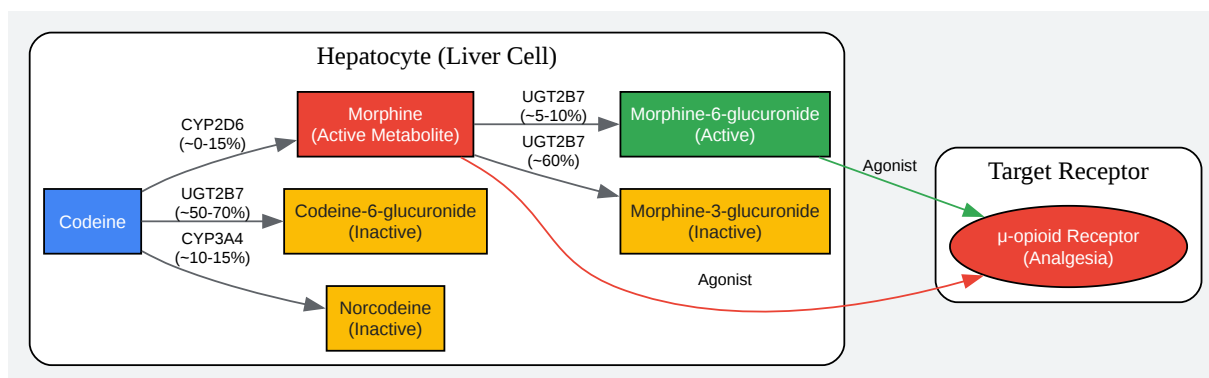 Hepatocyte (Liver Cell)
CYP2D6
(~0-15%)
Morphine
(Active Metabolite)
UGT2B7
(~5-10%)
Morphine-6-glucuronide
(Active)
UGT2B7
(~60%)
Agonist
Target Receptor
Codeine
UGT2B7
(~50-70%)
Codeine-6-glucuronide
(Inactive)
Morphine-3-glucuronide
(Inactive)
μ-opioid Receptor
(Analgesia)
CYP3A4
(~10-15%)
Agonist
Norcodeine
(Inactive)